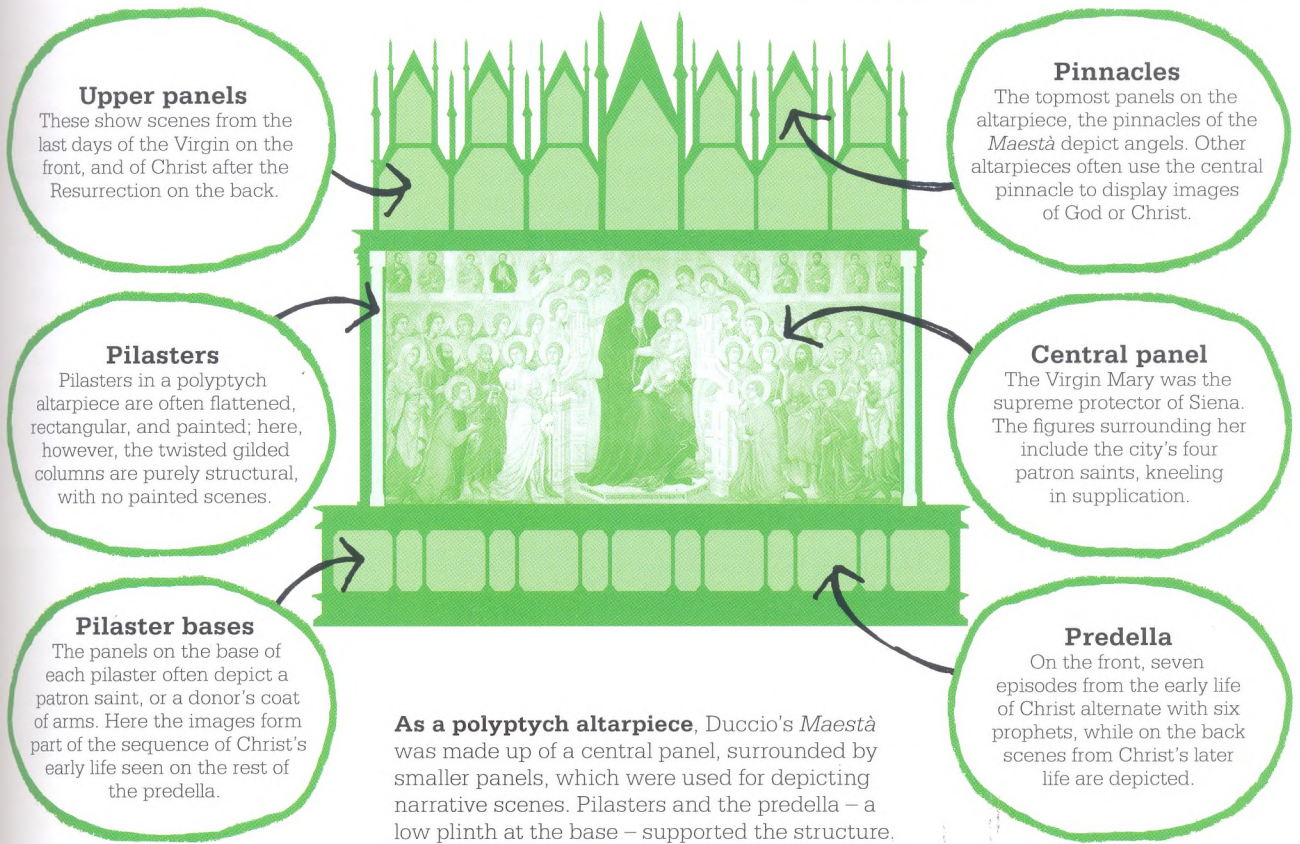 Upper panels
These show scenes from the
last days of the Virgin on the
front, and of Christ after the
Resurrection on the back.
Pinnacles
The topmost panels on the
altarpiece, the pinnacles of the
Maestà depict angels. Other
altarpieces often use the central
pinnacle to display images
of God or Christ.
Pilasters
Pilasters in a polyptych
altarpiece are often flattened,
rectangular, and painted; here,
however, the twisted gilded
columns are purely structural,
with no painted scenes.
Central panel
The Virgin Mary was the
supreme protector of Siena.
The figures surrounding her
include the city's four
patron saints, kneeling
in supplication.
Pilaster bases
The panels on the base of
each pilaster often depict a
patron saint, or a donor's coat
of arms. Here the images form
part of the sequence of Christ's
early life seen on the rest of
the predella.
Predella
On the front, seven
episodes from the early life
of Christ alternate with six
prophets, while on the back
scenes from Christ's later
life are depicted.
As a polyptych altarpiece, Duccio's Maestà
was made up of a central panel, surrounded by
smaller panels, which were used for depicting
narrative scenes. Pilasters and the predella – a
low plinth at the base – supported the structure.